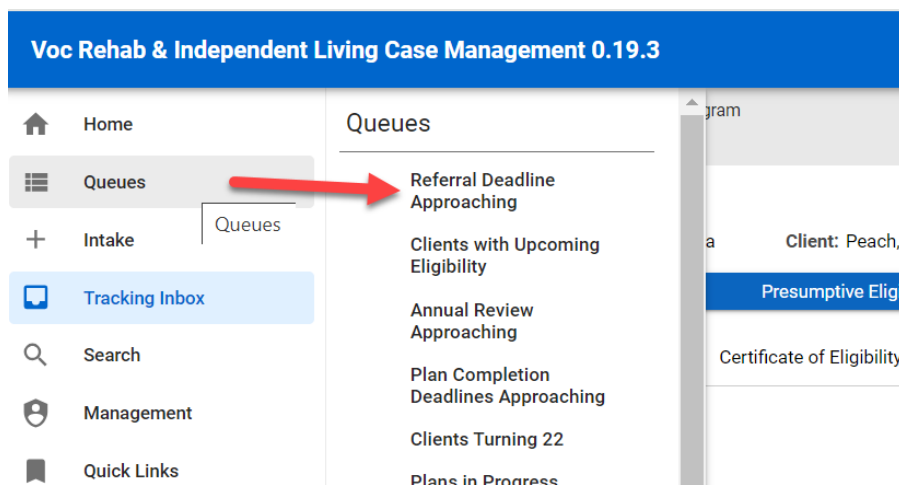 Voc Rehab & Independent Living Case Management 0.19.3
Home
Queues
Queues
Intake
Tracking Inbox
Search
Management
Quick Links
Queues
Referral Deadline
Approaching
Clients with Upcoming
Eligibility
Annual Review
Approaching
Plan Completion
Deadlines Approaching
Clients Turning 22
Plans in Progress
gram
a Client: Peach,
Presumptive Elig
Certificate of Eligibility